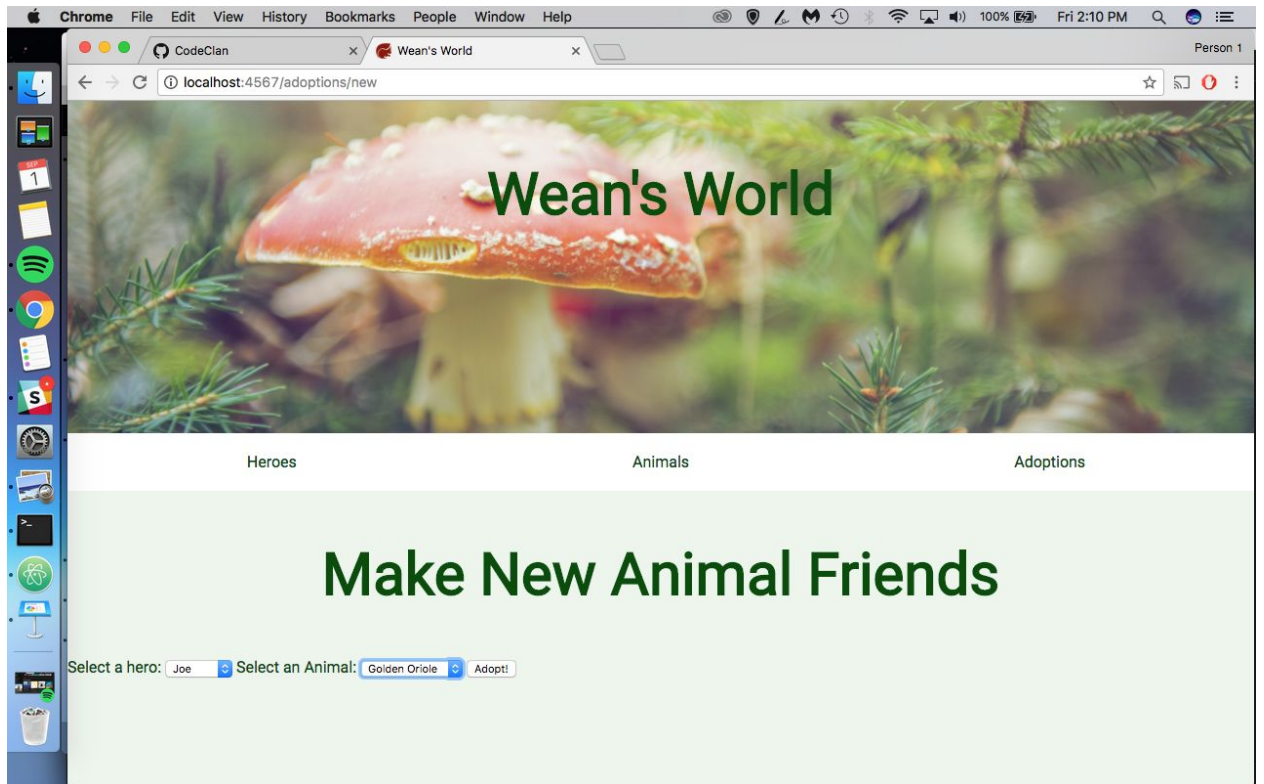 Chrome File Edit View History Bookmarks People Window Help 100% Fri 2:10 PM
CodeClan Wean's World Person 1
localhost:4567/adoptions/new
SEP
1
Wean's World
Heroes Animals Adoptions
Make New Animal Friends
Select a hero: Joe Select an Animal: Golden Oriole Adopt!